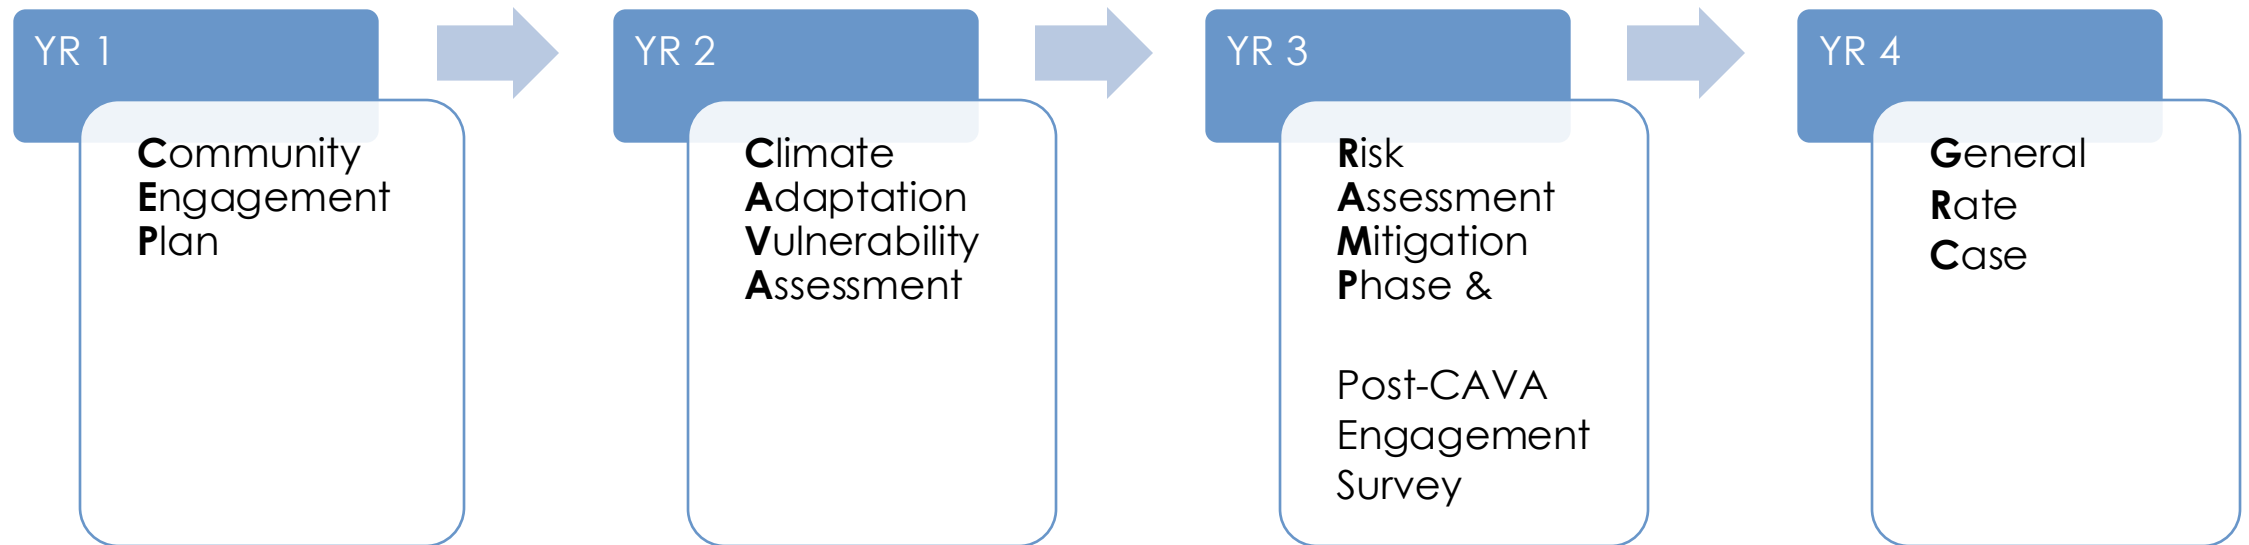 YR 1
Community
Engagement
Plan
YR 2
Climate
Adaptation
Vulnerability
Assessment
YR 3
Risk
Assessment
Mitigation
Phase &
Post-CAVA
Engagement
Survey
YR 4
General
Rate
Case